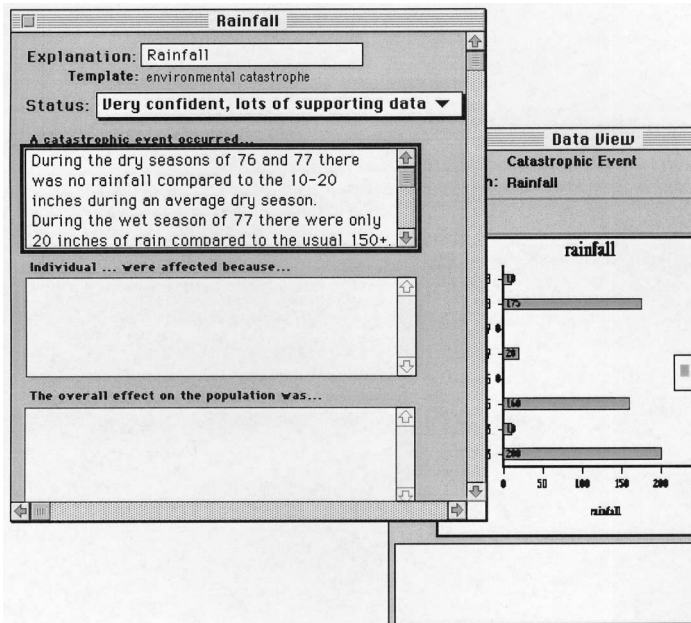 Rainfall
Explanation: Rainfall
Template: environmental catastrophe
Status: Very confident, lots of supporting data
A catastrophic event occurred...
During the dry seasons of 76 and 77 there
was no rainfall compared to the 10-20
inches during an average dry season.
During the wet season of 77 there were only
20 inches of rain compared to the usual 150+.
Individual ... were affected because...
The overall effect on the population was...
Data View
Catastrophic Event
Rainfall
rainfall
10
175
0
20
0
160
10
200
0 50 100 150 200
rainfall